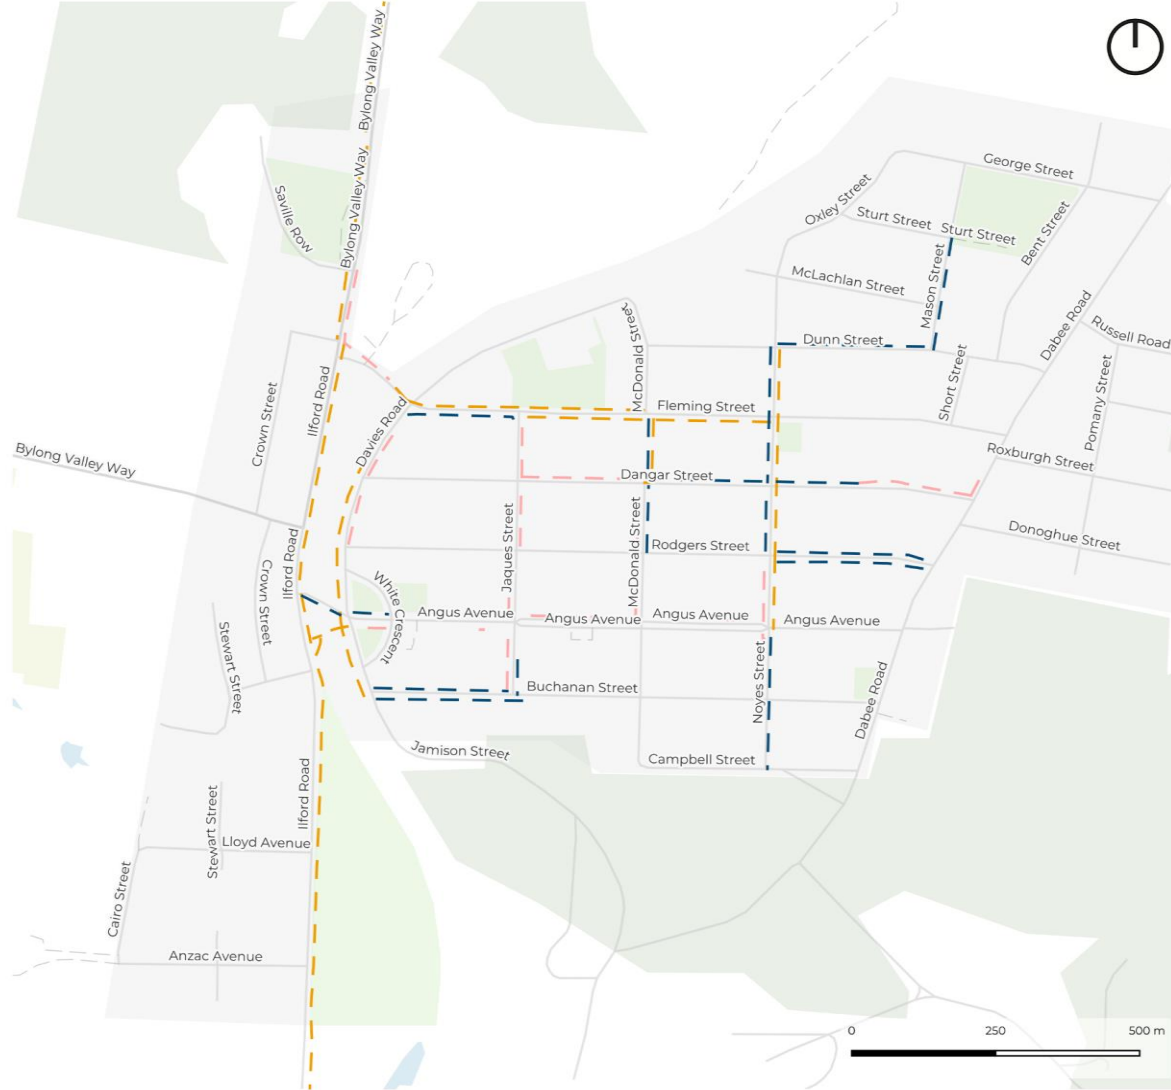 Bylong Valley Way
Bylong Valley Way
Bylong Valley Way
George Street
Saville Row
Oxley Street
Sturt Street
Sturt Street
Bent Street
Mason Street
McLachlan Street
Dabee Road
Russell Road
McDonald Street
Dunn Street
Short Street
Pomany Street
Crown Street
Ilford Road
Davies Road
Fleming Street
Bylong Valley Way
Dangar Street
Roxburgh Street
Ilford Road
Jaques Street
McDonald Street
Rodgers Street
Donoghue Street
Crown Street
White Crescent
Angus Avenue
Angus Avenue
Angus Avenue
Angus Avenue
Stewart Street
Buchanan Street
Noyes Street
Dabee Road
Jamison Street
Campbell Street
Ilford Road
Stewart Street
Lloyd Avenue
Cairo Street
Anzac Avenue
0
250
500 m